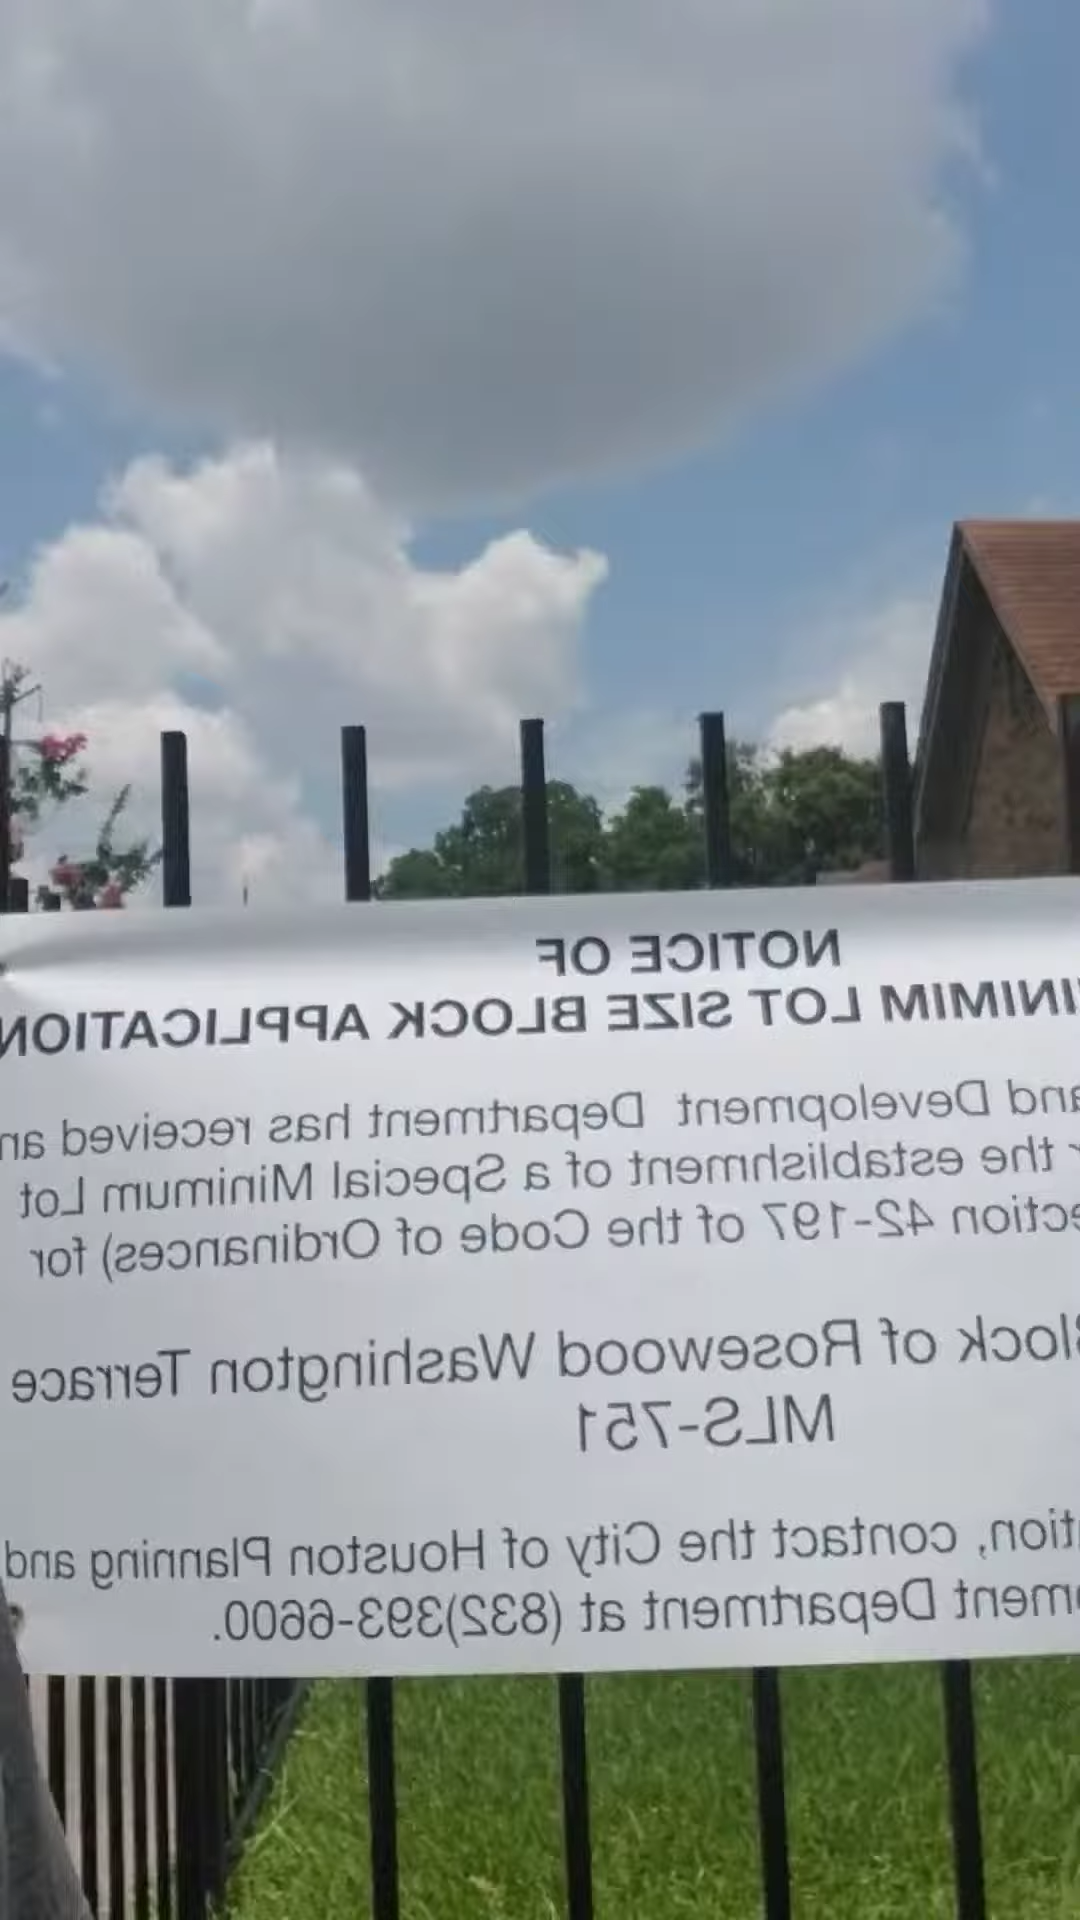 NOTICE OF
INIMIM LOT SIZE BLOCK APPLICATION
and Development Department has received an
r the establishment of a Special Minimum Lot
ection 42-197 of the Code of Ordinances) for
lock of Rosewood Washington Terrace
MLS-751
tion, contact the City of Houston Planning and
ment Department at (832)393-6600.